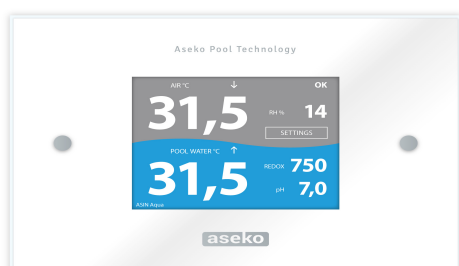 Aseko Pool Technology
AIR °C ↓ OK
31,5 RH % 14
SETTINGS
POOL WATER °C ↑
31,5 REDOX 750
pH 7,0
ASIN Aqua
aseko